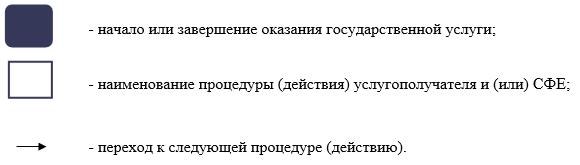 - начало или завершение оказания государственной услуги;
- наименование процедуры (действия) услугополучателя и (или) СФЕ;
- переход к следующей процедуре (действию).